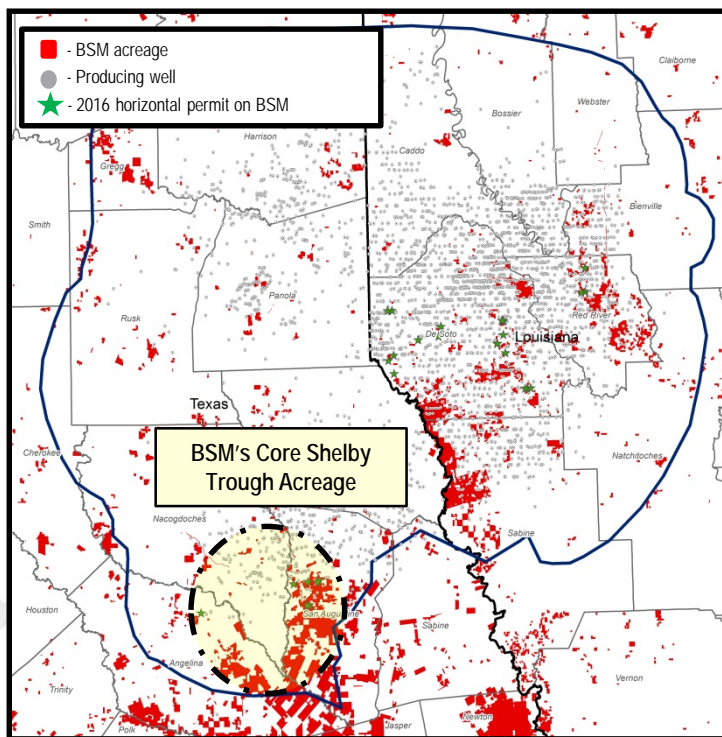 - BSM acreage
- Producing well
- 2016 horizontal permit on BSM
Claiborne
Webster
Bossier
Harrison
Caddo
Gregg
Smith
Bienville
Panola
Rusk
Red River
De Soto
Louisiana
Texas
BSM's Core Shelby
Trough Acreage
Cherokee
Natchitoches
Nacogdoches
Sabine
Houston
San Augustine
Sabine
Angelina
Vernon
Trinity
Newton
Jasper
Polk